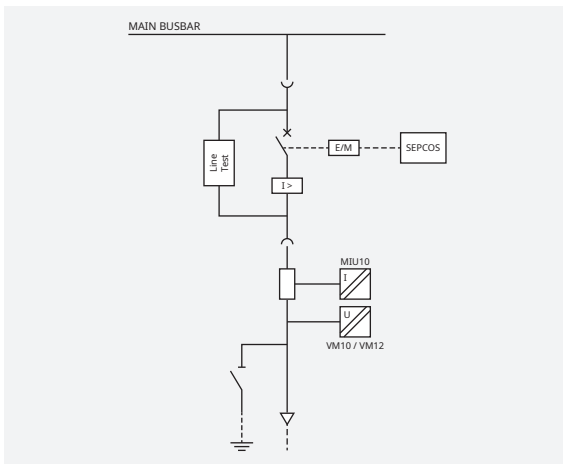 MAIN BUSBAR
Line
Test
E/M
SEPCOS
I >
MIU10
I
U
VM10 / VM12